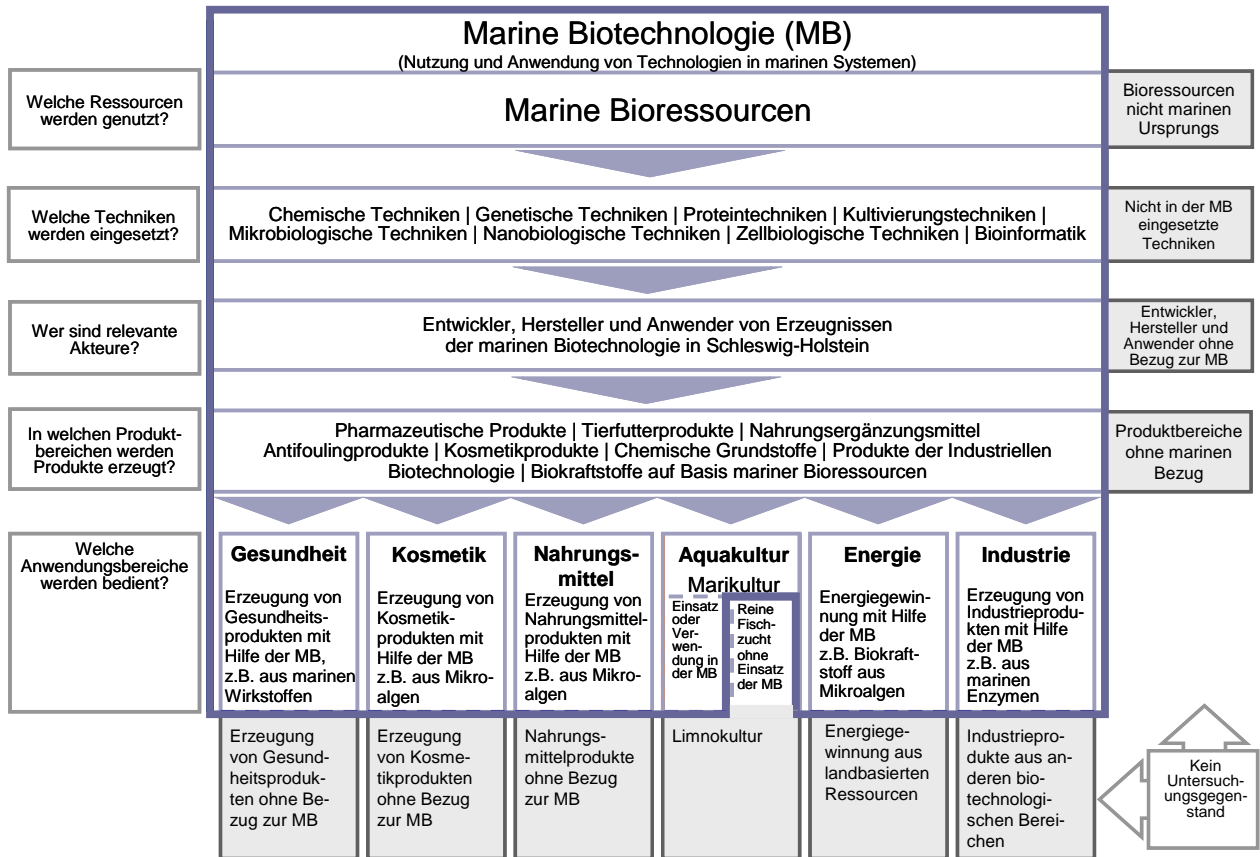 Marine Biotechnologie (MB)
(Nutzung und Anwendung von Technologien in marinen Systemen)
Welche Ressourcen
werden genutzt?
Marine Bioressourcen
Bioressourcen
nicht marinen
Ursprungs
Welche Techniken
werden eingesetzt?
Chemische Techniken | Genetische Techniken | Proteintechniken | Kultivierungstechniken |
Mikrobiologische Techniken | Nanobiologische Techniken | Zellbiologische Techniken | Bioinformatik
Nicht in der MB
eingesetzte
Techniken
Wer sind relevante
Akteure?
Entwickler, Hersteller und Anwender von Erzeugnissen
der marinen Biotechnologie in Schleswig-Holstein
Entwickler,
Hersteller und
Anwender ohne
Bezug zur MB
In welchen Produkt-
bereichen werden
Produkte erzeugt?
Pharmazeutische Produkte | Tierfutterprodukte | Nahrungsergänzungsmittel
Antifoulingprodukte | Kosmetikprodukte | Chemische Grundstoffe | Produkte der Industriellen
Biotechnologie | Biokraftstoffe auf Basis mariner Bioressourcen
Produktbereiche
ohne marinen
Bezug
Welche
Anwendungsbereiche
werden bedient?
Gesundheit
Erzeugung von
Gesundheits-
produkten mit
Hilfe der MB,
z.B. aus marinen
Wirkstoffen
Kosmetik
Erzeugung von
Kosmetik-
produkten mit
Hilfe der MB
z.B. aus Mikro-
algen
Nahrungs-
mittel
Erzeugung von
Nahrungsmittel-
produkten mit
Hilfe der MB
z.B. aus Mikro-
algen
Aquakultur
Marikultur
Einsatz
oder
Ver-
wen-
dung in
der MB
Reine
Fisch-
zucht
ohne
Einsatz
der MB
Energie
Energiegewin-
nung mit Hilfe
der MB
z.B. Biokraft-
stoff aus
Mikroalgen
Industrie
Erzeugung von
Industrieprodu-
kten mit Hilfe
der MB
z.B. aus
marinen
Enzymen
Erzeugung
von Gesund-
heitsproduk-
ten ohne Be-
zug zur MB
Erzeugung
von Kosme-
tikprodukten
ohne Bezug
zur MB
Nahrungs-
mittelprodukte
ohne Bezug
zur MB
Limnokultur
Energiege-
winnung aus
landbasierten
Ressourcen
Industriepro-
dukte aus an-
deren bio-
technologi-
schen Berei-
chen
Kein
Untersuch-
ungsgegen-
stand